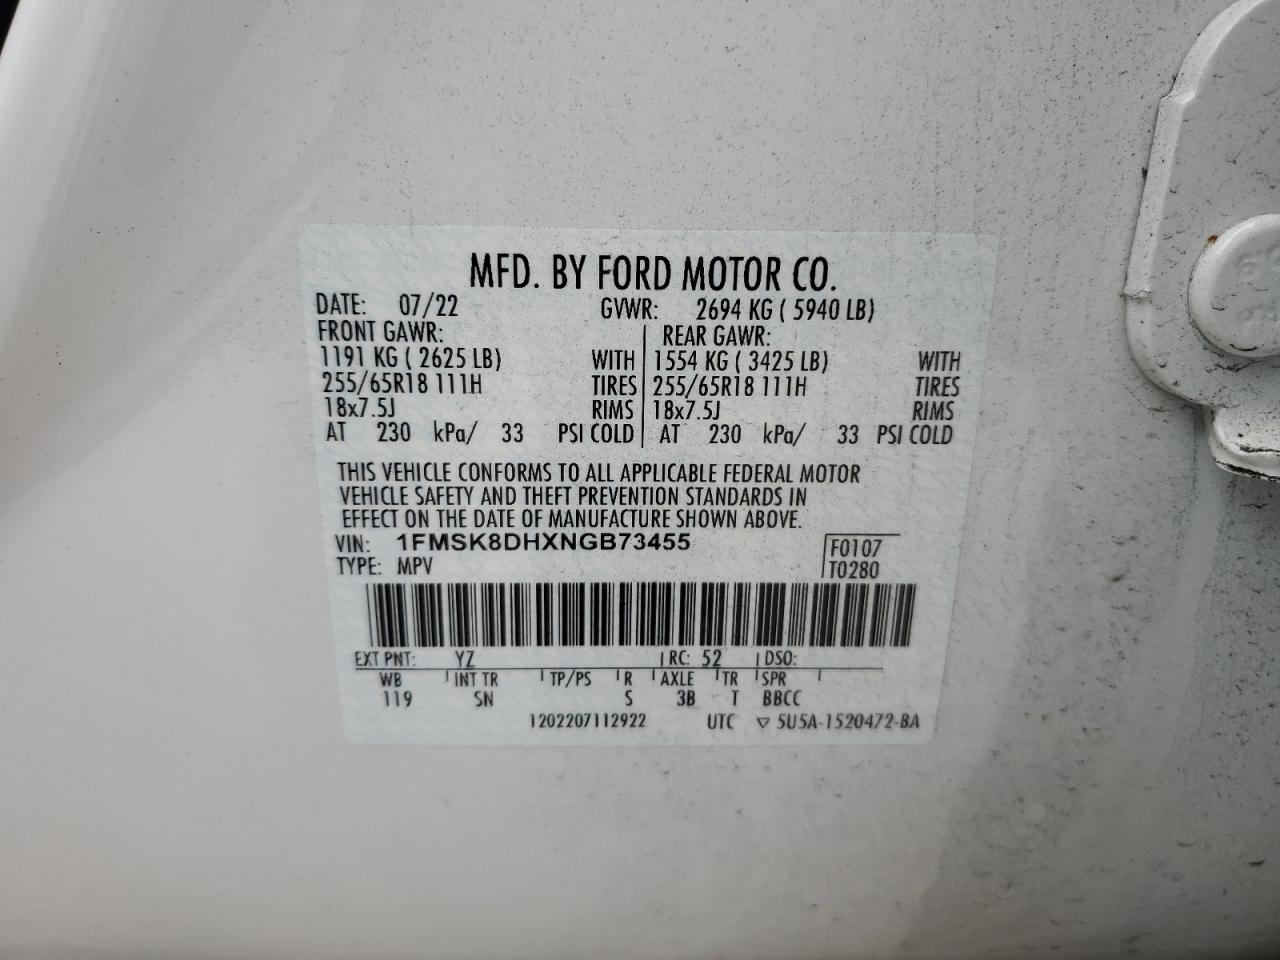 MFD. BY FORD MOTOR CO.
DATE: 07/22 GVWR: 2694 KG ( 5940 LB)
FRONT GAWR: REAR GAWR:
1191 KG ( 2625 LB) WITH 1554 KG ( 3425 LB) WITH
255/65R18 111H TIRES 255/65R18 111H TIRES
18x7.5J RIMS 18x7.5J RIMS
AT 230 kPa/ 33 PSI COLD AT 230 kPa/ 33 PSI COLD
THIS VEHICLE CONFORMS TO ALL APPLICABLE FEDERAL MOTOR
VEHICLE SAFETY AND THEFT PREVENTION STANDARDS IN
EFFECT ON THE DATE OF MANUFACTURE SHOWN ABOVE.
VIN: 1FMSK8DHXNGB73455 F0107
TYPE: MPV T0280
EXT PNT: YZ RC: 52 DSO:
WB INT TR TP/PS R AXLE TR SPR
119 SN S 3B T BBCC
1202207112922 UTC ▽ 5U5A-1520472-BA